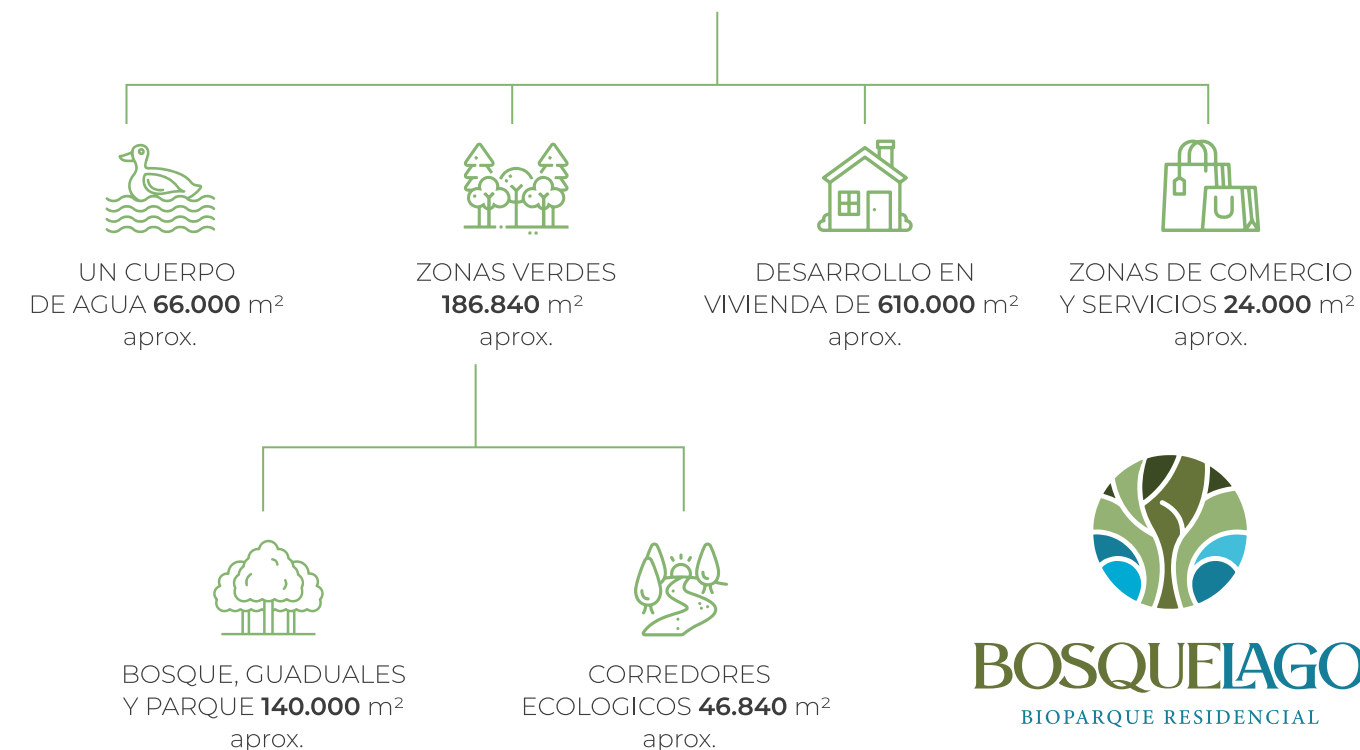 UN CUERPO
DE AGUA 66.000 m²
aprox.
ZONAS VERDES
186.840 m²
aprox.
DESARROLLO EN
VIVIENDA DE 610.000 m²
aprox.
ZONAS DE COMERCIO
Y SERVICIOS 24.000 m²
aprox.
BOSQUE, GUADUALES
Y PARQUE 140.000 m²
aprox.
CORREDORES
ECOLOGICOS 46.840 m²
aprox.
BOSQUELAGO
BIOPARQUE RESIDENCIAL